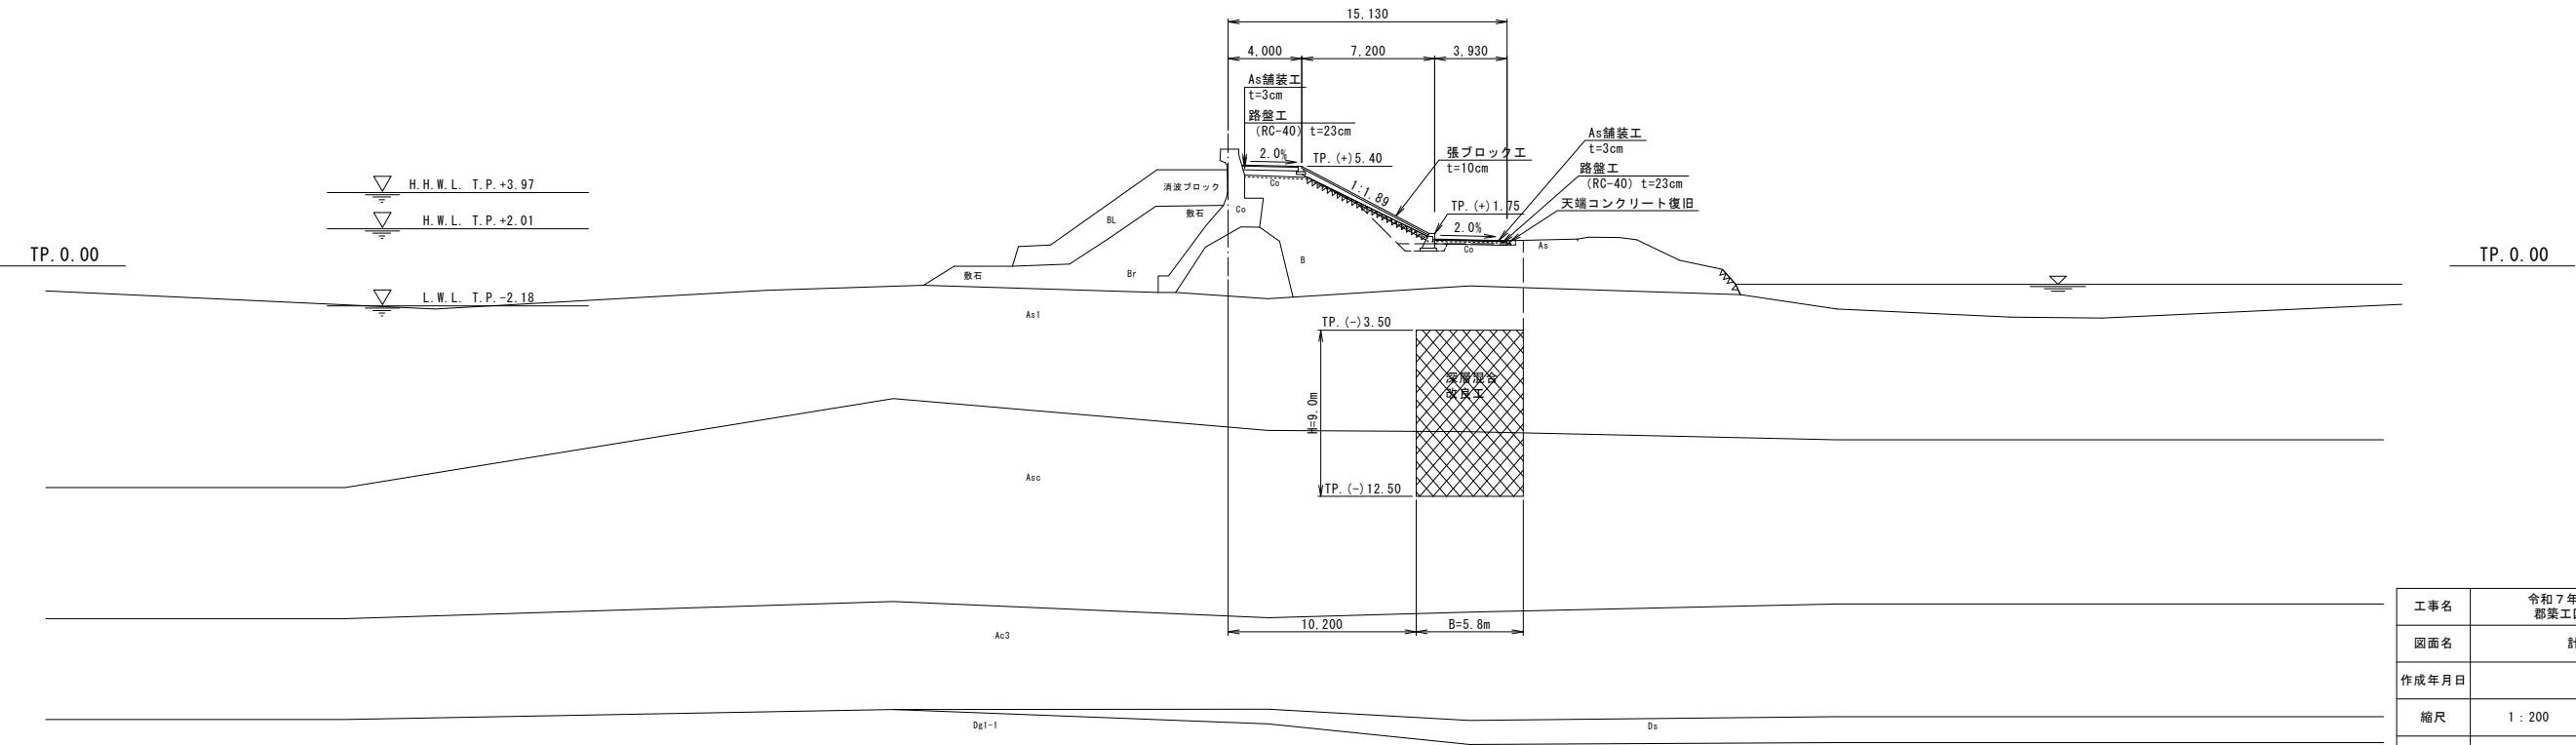 15,130
4,000
7,200
3,930
As舗装工
t=3cm
路盤工
(RC-40) t=23cm
2.0%
TP.(+)5.40
張ブロック工
t=10cm
As舗装工
t=3cm
路盤工
(RC-40) t=23cm
天端コンクリート復旧
1:1.89
TP.(+)1.75
2.0%
H.H.W.L. T.P.+3.97
H.W.L. T.P.+2.01
L.W.L. T.P.-2.18
TP.0.00
TP.0.00
消波ブロック
Co
敷石
Co
BL
B
Co
As
敷石
Br
As1
TP.(-)3.50
深層混合
改良工
H=9.0m
Asc
TP.(-)12.50
10,200
B=5.8m
Ac3
Dg1-1
Ds
工事名
令和7年
郡築工
図面名
作成年月日
縮尺
1:200